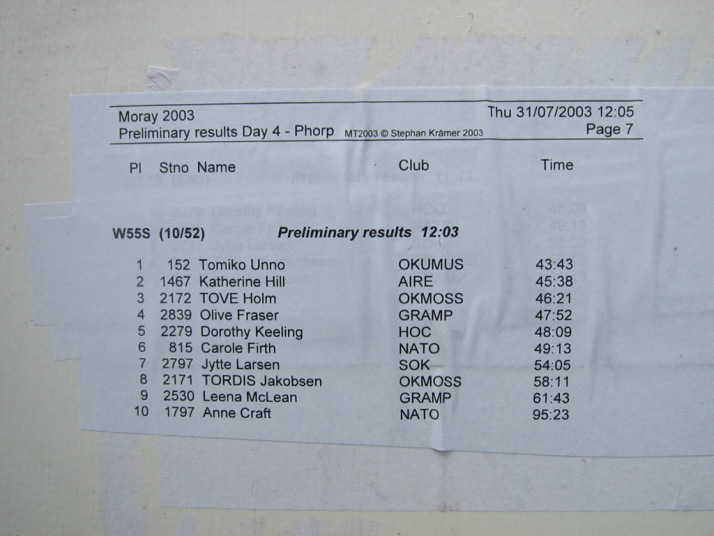 Moray 2003 Thu 31/07/2003 12:05
Preliminary results Day 4 - Phorp MT2003 © Stephan Krämer 2003 Page 7
Pl Stno Name Club Time
W55S (10/52) Preliminary results 12:03
1 152 Tomiko Unno OKUMUS 43:43
2 1467 Katherine Hill AIRE 45:38
3 2172 TOVE Holm OKMOSS 46:21
4 2839 Olive Fraser GRAMP 47:52
5 2279 Dorothy Keeling HOC 48:09
6 815 Carole Firth NATO 49:13
7 2797 Jytte Larsen SOK 54:05
8 2171 TORDIS Jakobsen OKMOSS 58:11
9 2530 Leena McLean GRAMP 61:43
10 1797 Anne Craft NATO 95:23